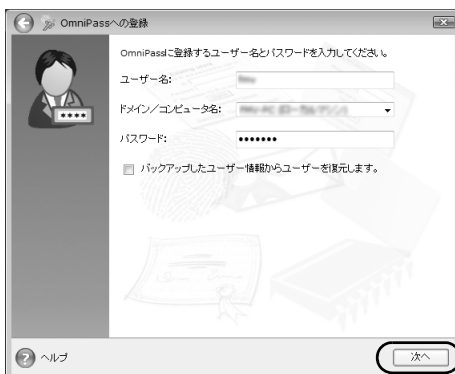 OmniPassへの登録
OmniPassに登録するユーザー名とパスワードを入力してください。
ユーザー名:
ドメイン/コンピュータ名:
パスワード:
バックアップしたユーザー情報からユーザーを復元します。
ヘルプ
次へ